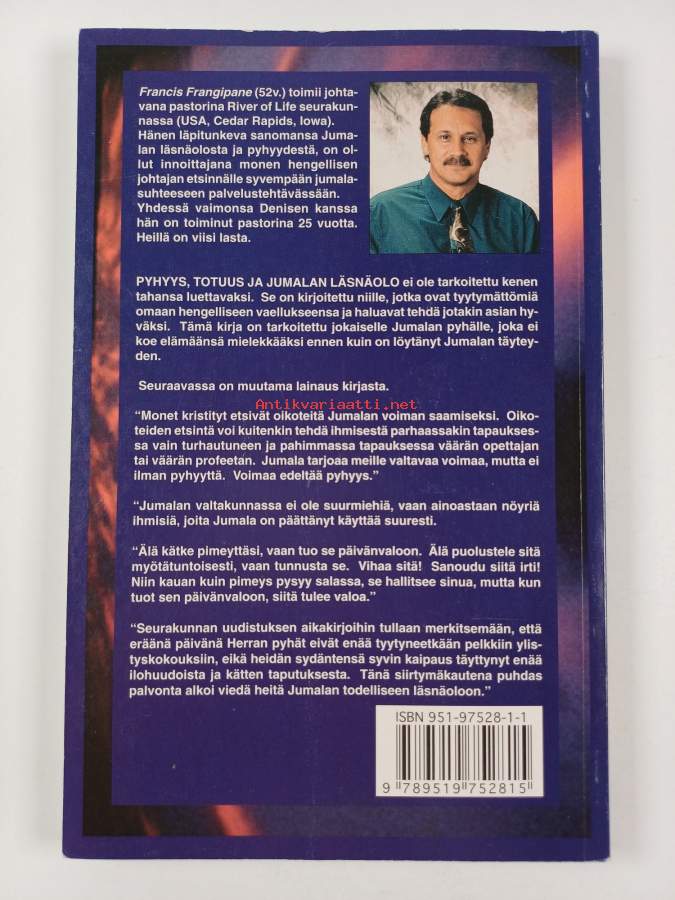 Francis Frangipane (52v.) toimii johta-
vana pastorina River of Life seurakun-
nassa (USA, Cedar Rapids, Iowa).
Hänen läpitunkeva sanomansa Juma-
lan läsnäolosta ja pyhyydestä, on ol-
lut innoittajana monen hengellisen
johtajan etsinnälle syvempään jumala-
suhteeseen palvelustehtävässään.
Yhdessä vaimonsa Denisen kanssa
hän on toiminut pastorina 25 vuotta.
Heillä on viisi lasta.
PYHYYS, TOTUUS JA JUMALAN LÄSNÄOLO ei ole tarkoitettu kenen
tahansa luettavaksi. Se on kirjoitettu niille, jotka ovat tyytymättömiä
omaan hengelliseen vaellukseensa ja haluavat tehdä jotakin asian hy-
väksi. Tämä kirja on tarkoitettu jokaiselle Jumalan pyhälle, joka ei
koe elämäänsä mielekkääksi ennen kuin on löytänyt Jumalan täytey-
den.
Seuraavassa on muutama lainaus kirjasta.
Antikvariaatti.net
“Monet kristityt etsivät oikoteitä Jumalan voiman saamiseksi. Oiko-
teiden etsintä voi kuitenkin tehdä ihmisestä parhaassakin tapaukses-
sa vain turhautuneen ja pahimmassa tapauksessa väärän opettajan
tai väärän profeetan. Jumala tarjoaa meille valtavaa voimaa, mutta ei
ilman pyhyyttä. Voimaa edeltää pyhyys.”
“Jumalan valtakunnassa ei ole suurmiehiä, vaan ainoastaan nöyriä
ihmisiä, joita Jumala on päättänyt käyttää suuresti.
“Älä kätke pimeyttäsi, vaan tuo se päivänvaloon. Älä puolustele sitä
myötätuntoisesti, vaan tunnusta se. Vihaa sitä! Sanoudu siitä irti!
Niin kauan kuin pimeys pysyy salassa, se hallitsee sinua, mutta kun
tuot sen päivänvaloon, siitä tulee valoa.”
“Seurakunnan uudistuksen aikakirjoihin tullaan merkitsemään, että
eräänä päivänä Herran pyhät eivät enää tyytyneetkään pelkkiin ylis-
tyskokouksiin, eikä heidän sydäntensä syvin kaipaus täyttynyt enää
ilohuudoista ja kätten taputuksesta. Tänä siirtymäkautena puhdas
palvonta alkoi viedä heitä Jumalan todelliseen läsnäoloon.”
ISBN 951-97528-1-1
9 789519 752815